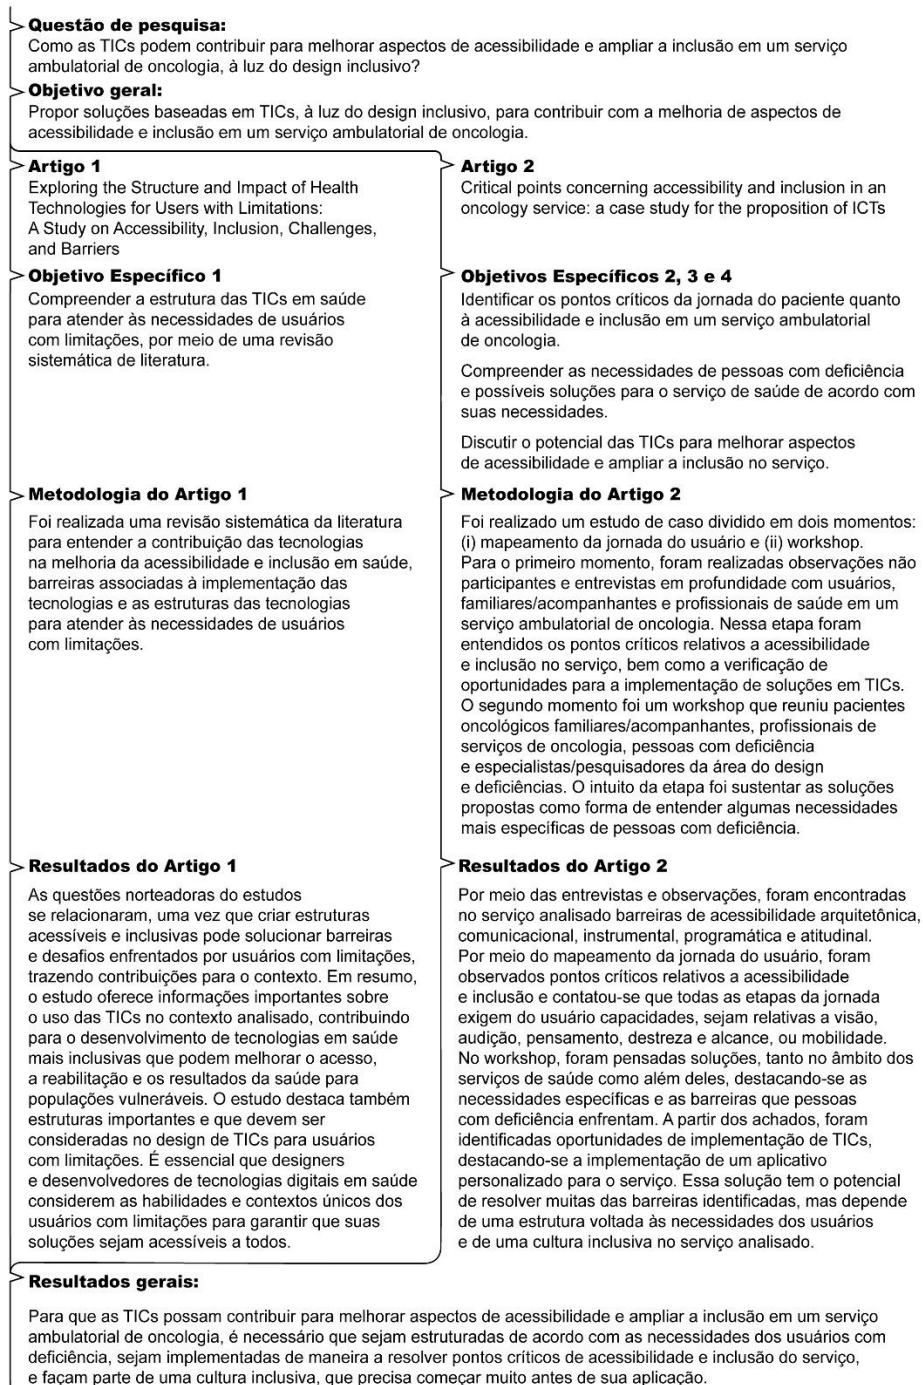 Questão de pesquisa:
Como as TICs podem contribuir para melhorar aspectos de acessibilidade e ampliar a inclusão em um serviço
ambulatorial de oncologia, à luz do design inclusivo?
Objetivo geral:
Propor soluções baseadas em TICs, à luz do design inclusivo, para contribuir com a melhoria de aspectos de
acessibilidade e inclusão em um serviço ambulatorial de oncologia.
Artigo 1
Exploring the Structure and Impact of Health
Technologies for Users with Limitations:
A Study on Accessibility, Inclusion, Challenges,
and Barriers
Objetivo Específico 1
Compreender a estrutura das TICs em saúde
para atender às necessidades de usuários
com limitações, por meio de uma revisão
sistemática de literatura.
Metodologia do Artigo 1
Foi realizada uma revisão sistemática da literatura
para entender a contribuição das tecnologias
na melhoria da acessibilidade e inclusão em saúde,
barreiras associadas à implementação das
tecnologias e as estruturas das tecnologias
para atender às necessidades de usuários
com limitações.
Resultados do Artigo 1
As questões norteadoras do estudos
se relacionaram, uma vez que criar estruturas
acessíveis e inclusivas pode solucionar barreiras
e desafios enfrentados por usuários com limitações,
trazendo contribuições para o contexto. Em resumo,
o estudo oferece informações importantes sobre
o uso das TICs no contexto analisado, contribuindo
para o desenvolvimento de tecnologias em saúde
mais inclusivas que podem melhorar o acesso,
a reabilitação e os resultados da saúde para
populações vulneráveis. O estudo destaca também
estruturas importantes e que devem ser
consideradas no design de TICs para usuários
com limitações. É essencial que designers
e desenvolvedores de tecnologias digitais em saúde
considerem as habilidades e contextos únicos dos
usuários com limitações para garantir que suas
soluções sejam acessíveis a todos.
Artigo 2
Critical points concerning accessibility and inclusion in an
oncology service: a case study for the proposition of ICTs
Objetivos Específicos 2, 3 e 4
Identificar os pontos críticos da jornada do paciente quanto
à acessibilidade e inclusão em um serviço ambulatorial
de oncologia.
Compreender as necessidades de pessoas com deficiência
e possíveis soluções para o serviço de saúde de acordo com
suas necessidades.
Discutir o potencial das TICs para melhorar aspectos
de acessibilidade e ampliar a inclusão no serviço.
Metodologia do Artigo 2
Foi realizado um estudo de caso dividido em dois momentos:
(i) mapeamento da jornada do usuário e (ii) workshop.
Para o primeiro momento, foram realizadas observações não
participantes e entrevistas em profundidade com usuários,
familiares/acompanhantes e profissionais de saúde em um
serviço ambulatorial de oncologia. Nessa etapa foram
entendidos os pontos críticos relativos a acessibilidade
e inclusão no serviço, bem como a verificação de
oportunidades para a implementação de soluções em TICs.
O segundo momento foi um workshop que reuniu pacientes
oncológicos familiares/acompanhantes, profissionais de
serviços de oncologia, pessoas com deficiência
e especialistas/pesquisadores da área do design
e deficiências. O intuito da etapa foi sustentar as soluções
propostas como forma de entender algumas necessidades
mais específicas de pessoas com deficiência.
Resultados do Artigo 2
Por meio das entrevistas e observações, foram encontradas
no serviço analisado barreiras de acessibilidade arquitetônica,
comunicacional, instrumental, programática e atitudinal.
Por meio do mapeamento da jornada do usuário, foram
observados pontos críticos relativos a acessibilidade
e inclusão e contatou-se que todas as etapas da jornada
exigem do usuário capacidades, sejam relativas a visão,
audição, pensamento, destreza e alcance, ou mobilidade.
No workshop, foram pensadas soluções, tanto no âmbito dos
serviços de saúde como além deles, destacando-se as
necessidades específicas e as barreiras que pessoas
com deficiência enfrentam. A partir dos achados, foram
identificadas oportunidades de implementação de TICs,
destacando-se a implementação de um aplicativo
personalizado para o serviço. Essa solução tem o potencial
de resolver muitas das barreiras identificadas, mas depende
de uma estrutura voltada às necessidades dos usuários
e de uma cultura inclusiva no serviço analisado.
Resultados gerais:
Para que as TICs possam contribuir para melhorar aspectos de acessibilidade e ampliar a inclusão em um serviço
ambulatorial de oncologia, é necessário que sejam estruturadas de acordo com as necessidades dos usuários com
deficiência, sejam implementadas de maneira a resolver pontos críticos de acessibilidade e inclusão do serviço,
e façam parte de uma cultura inclusiva, que precisa começar muito antes de sua aplicação.